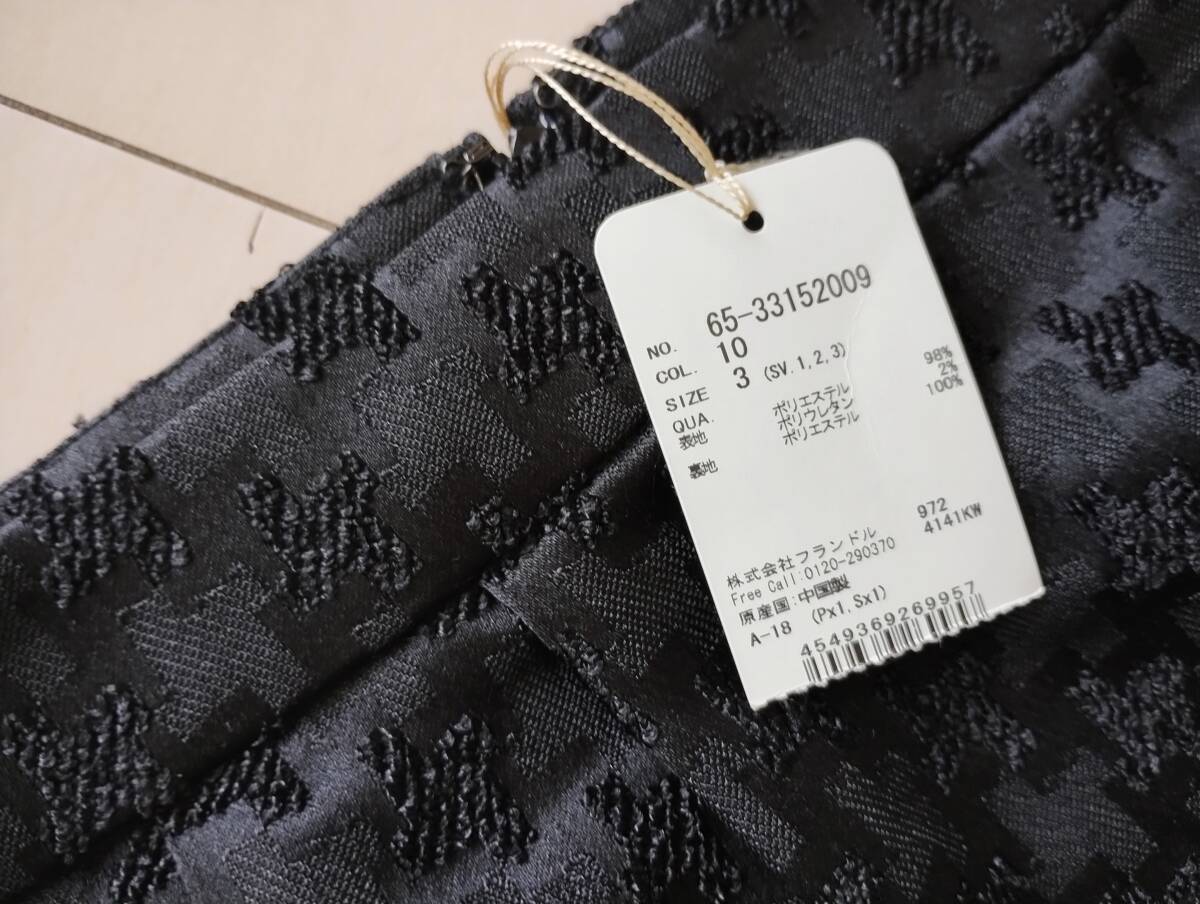 NO. 65-33152009
COL. 10
SIZE 3 (SV.1,2,3)
QUA.
表地 ポリエステル 98%
ポリウレタン 2%
裏地 ポリエステル 100%
972
株式会社フランドル 4141KW
Free Call:0120-290370
原産国:中国製
A-18 (Px1,Sx1)
4549369269957